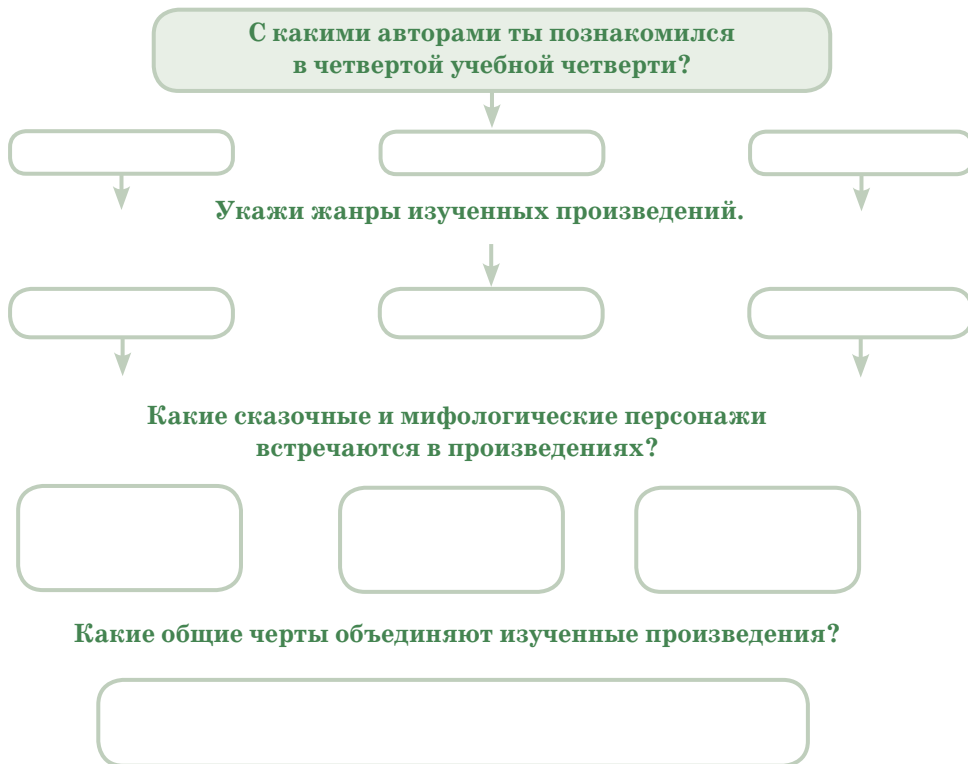 С какими авторами ты познакомился
в четвертой учебной четверти?
Укажи жанры изученных произведений.
Какие сказочные и мифологические персонажи
встречаются в произведениях?
Какие общие черты объединяют изученные произведения?